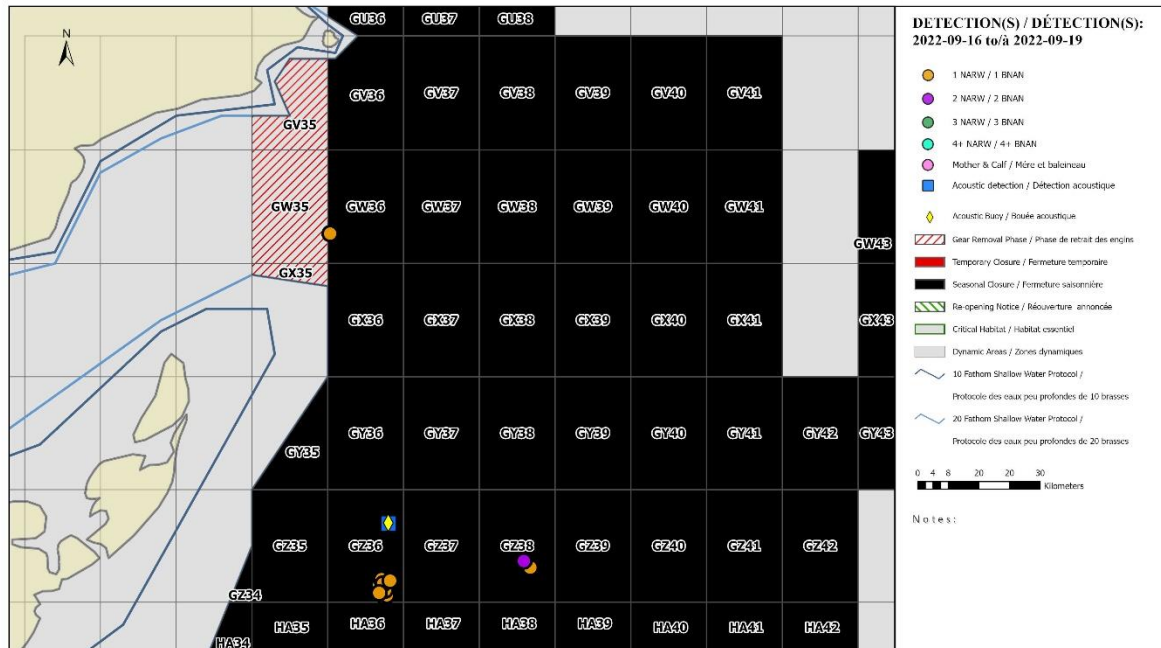 GU36 GU37 GU38
N
GV36 GV37 GV38 GV39 GV40 GV41
GV35
GW35 GW36 GW37 GW38 GW39 GW40 GW41
GW43
GX35
GX36 GX37 GX38 GX39 GX40 GX41 GX43
GY36 GY37 GY38 GY39 GY40 GY41 GY42 GY43
GY35
GZ35 GZ36 GZ37 GZ38 GZ39 GZ40 GZ41 GZ42
GZ34
HA35 HA36 HA37 HA38 HA39 HA40 HA41 HA42
HA34
DETECTION(S) / DÉTECTION(S):
2022-09-16 to/à 2022-09-19
1 NARW / 1 BNAN
2 NARW / 2 BNAN
3 NARW / 3 BNAN
4+ NARW / 4+ BNAN
Mother & Calf / Mère et baleineau
Acoustic detection / Détection acoustique
Acoustic Buoy / Bouée acoustique
Gear Removal Phase / Phase de retrait des engins
Temporary Closure / Fermeture temporaire
Seasonal Closure / Fermeture saisonnière
Re-opening Notice / Réouverture annoncée
Critical Habitat / Habitat essentiel
Dynamic Areas / Zones dynamiques
10 Fathom Shallow Water Protocol /
Protocole des eaux peu profondes de 10 brasses
20 Fathom Shallow Water Protocol /
Protocole des eaux peu profondes de 20 brasses
0 4 8 20 20 30
Kilometers
Notes: